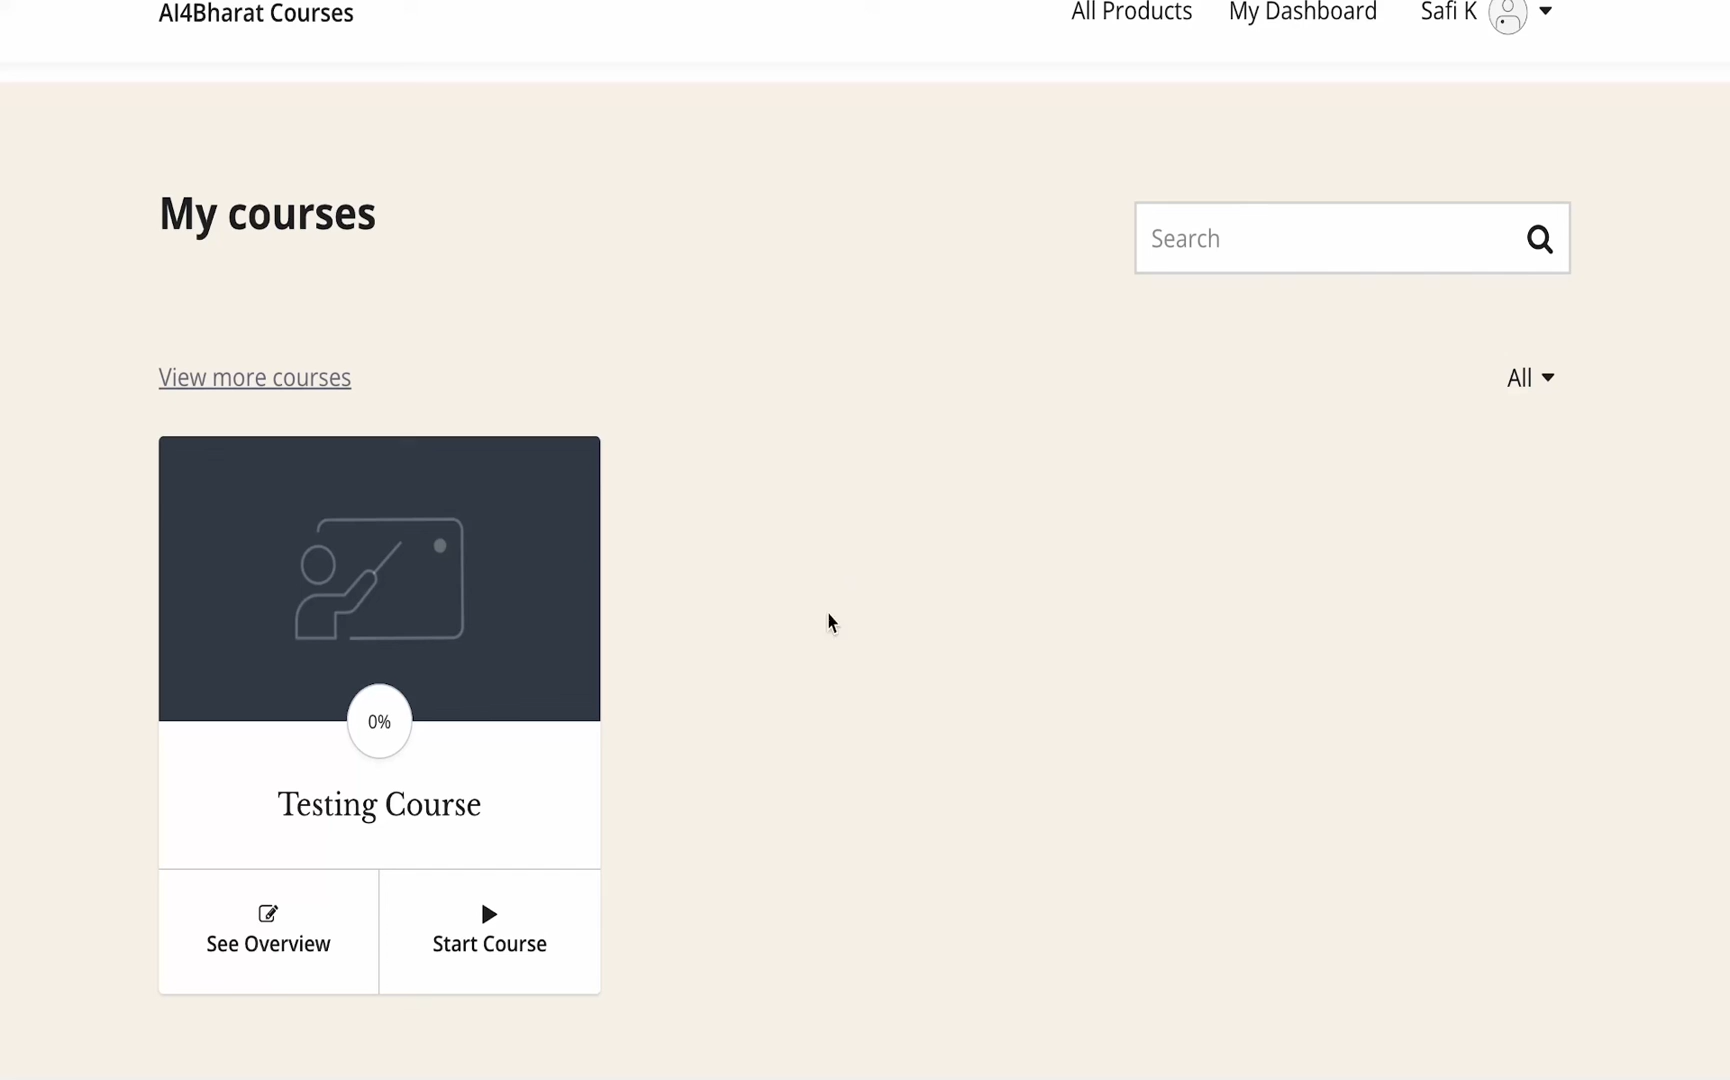 AI4Bharat Courses
All Products
My Dashboard
Safi K
My courses
Search
View more courses
All
0%
Testing Course
See Overview
Start Course